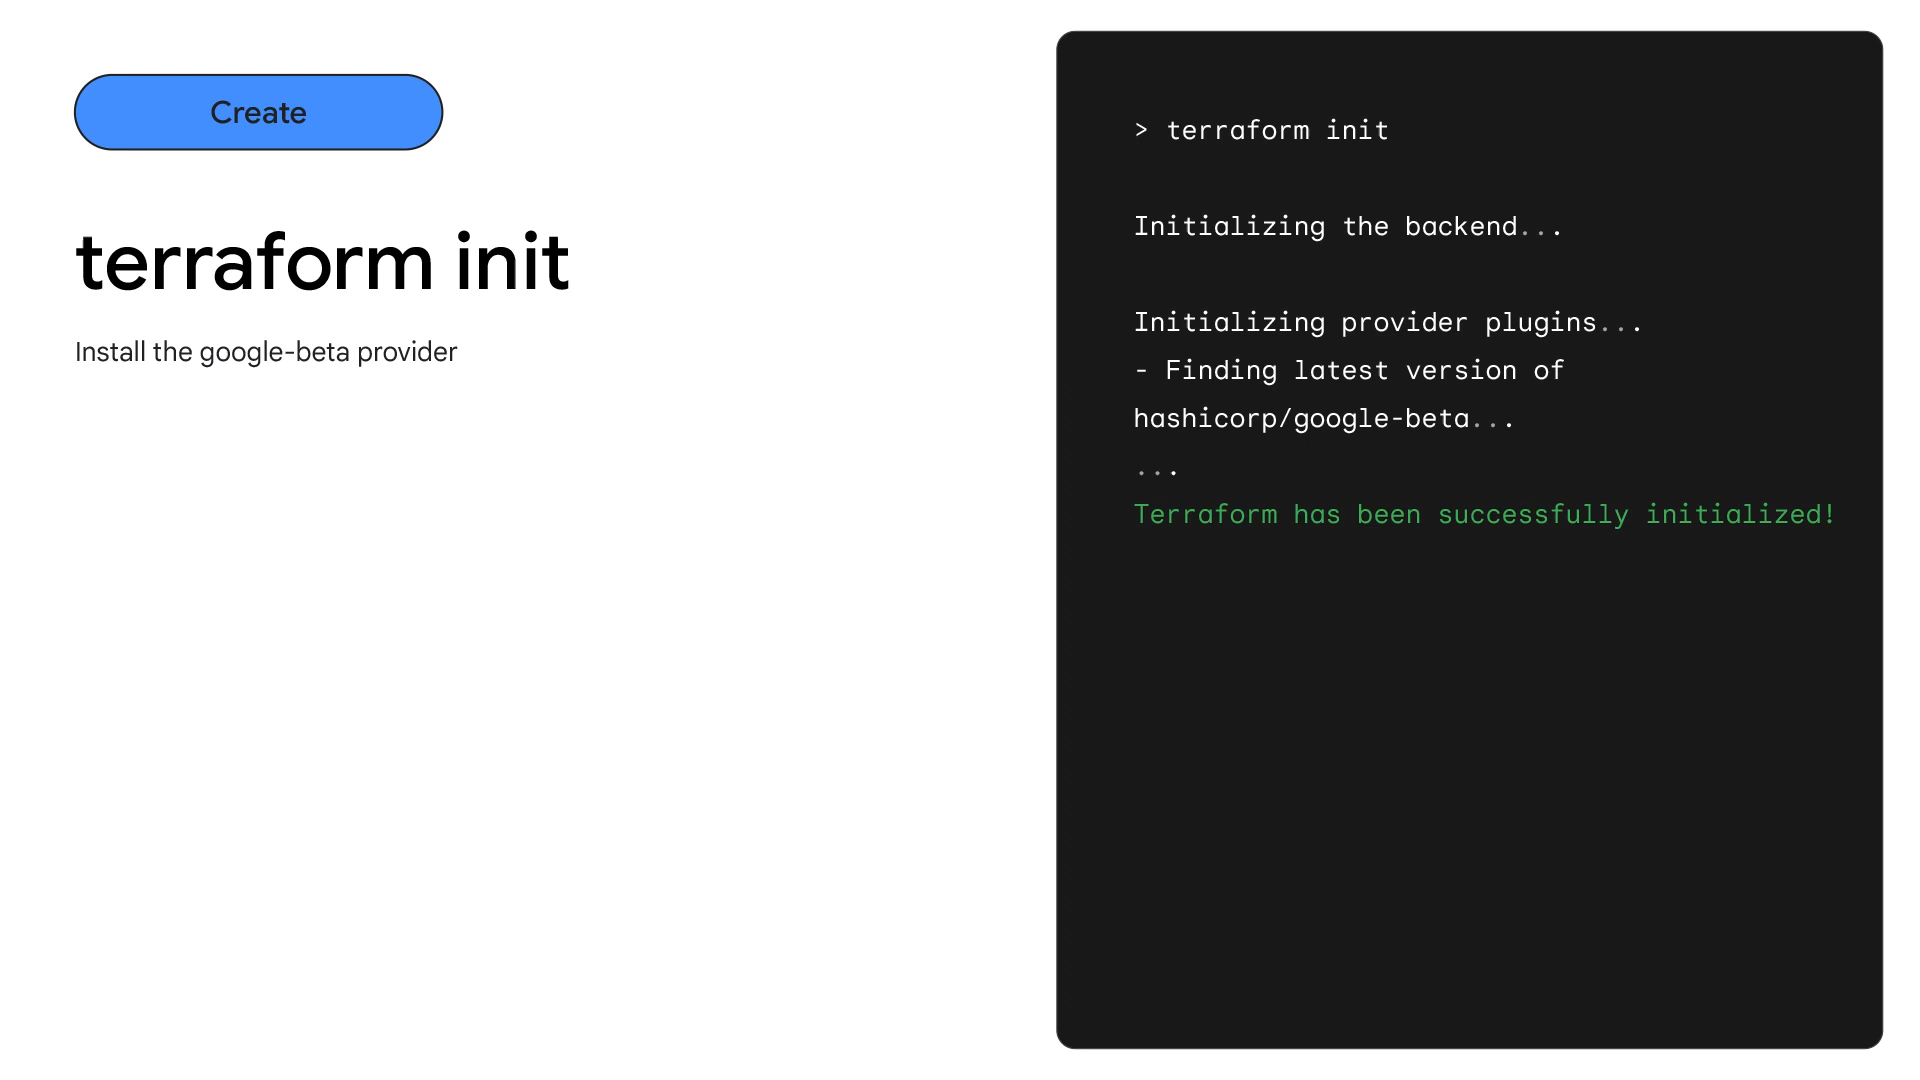 Create
terraform init
Install the google-beta provider
> terraform init
Initializing the backend...
Initializing provider plugins...
- Finding latest version of
hashicorp/google-beta...
...
Terraform has been successfully initialized!